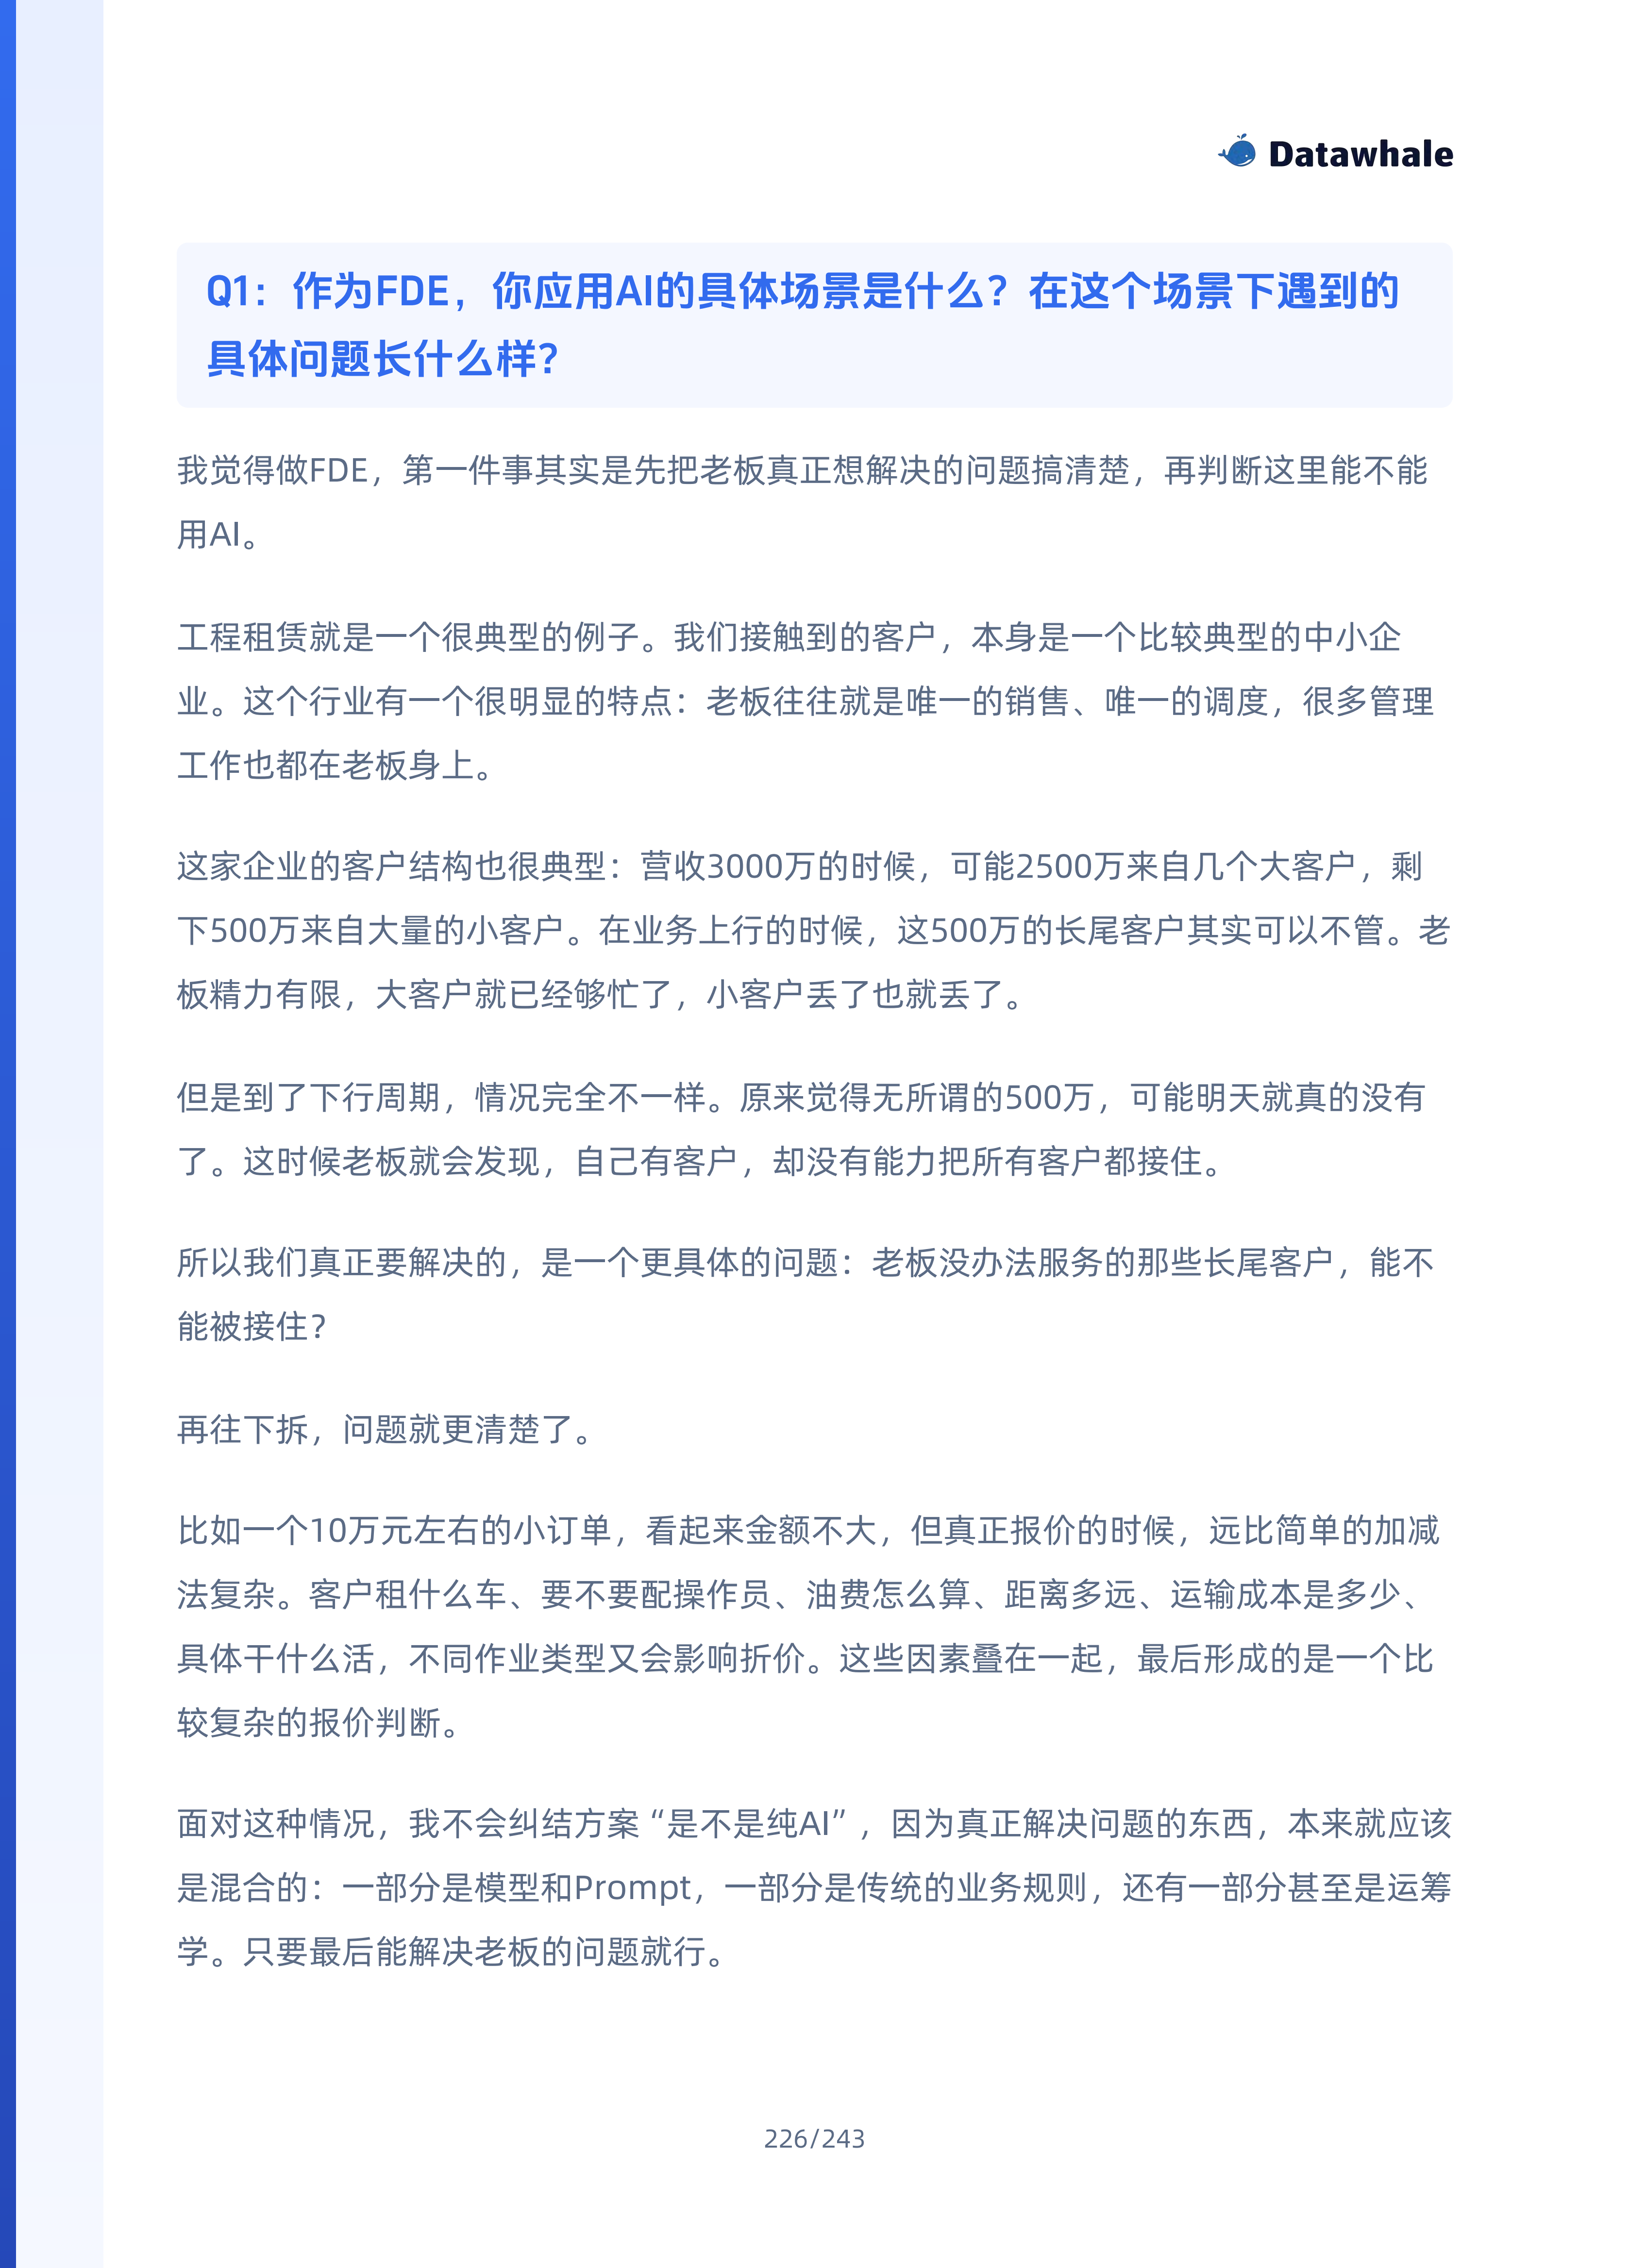 Datawhale
Q1：作为FDE，你应用AI的具体场景是什么？在这个场景下遇到的
具体问题长什么样？
我觉得做FDE，第一件事其实是先把老板真正想解决的问题搞清楚，再判断这里能不能
用AI。
工程租赁就是一个很典型的例子。我们接触到的客户，本身是一个比较典型的中小企
业。这个行业有一个很明显的特点：老板往往就是唯一的销售、唯一的调度，很多管理
工作也都在老板身上。
这家企业的客户结构也很典型：营收3000万的时候，可能2500万来自几个大客户，剩
下500万来自大量的小客户。在业务上行的时候，这500万的长尾客户其实可以不管。老
板精力有限，大客户就已经够忙了，小客户丢了也就丢了。
但是到了下行周期，情况完全不一样。原来觉得无所谓的500万，可能明天就真的没有
了。这时候老板就会发现，自己有客户，却没有能力把所有客户都接住。
所以我们真正要解决的，是一个更具体的问题：老板没办法服务的那些长尾客户，能不
能被接住？
再往下拆，问题就更清楚了。
比如一个10万元左右的小订单，看起来金额不大，但真正报价的时候，远比简单的加减
法复杂。客户租什么车、要不要配操作员、油费怎么算、距离多远、运输成本是多少、
具体干什么活，不同作业类型又会影响折价。这些因素叠在一起，最后形成的是一个比
较复杂的报价判断。
面对这种情况，我不会纠结方案“是不是纯AI”，因为真正解决问题的东西，本来就应该
是混合的：一部分是模型和Prompt，一部分是传统的业务规则，还有一部分甚至是运筹
学。只要最后能解决老板的问题就行。
226/243